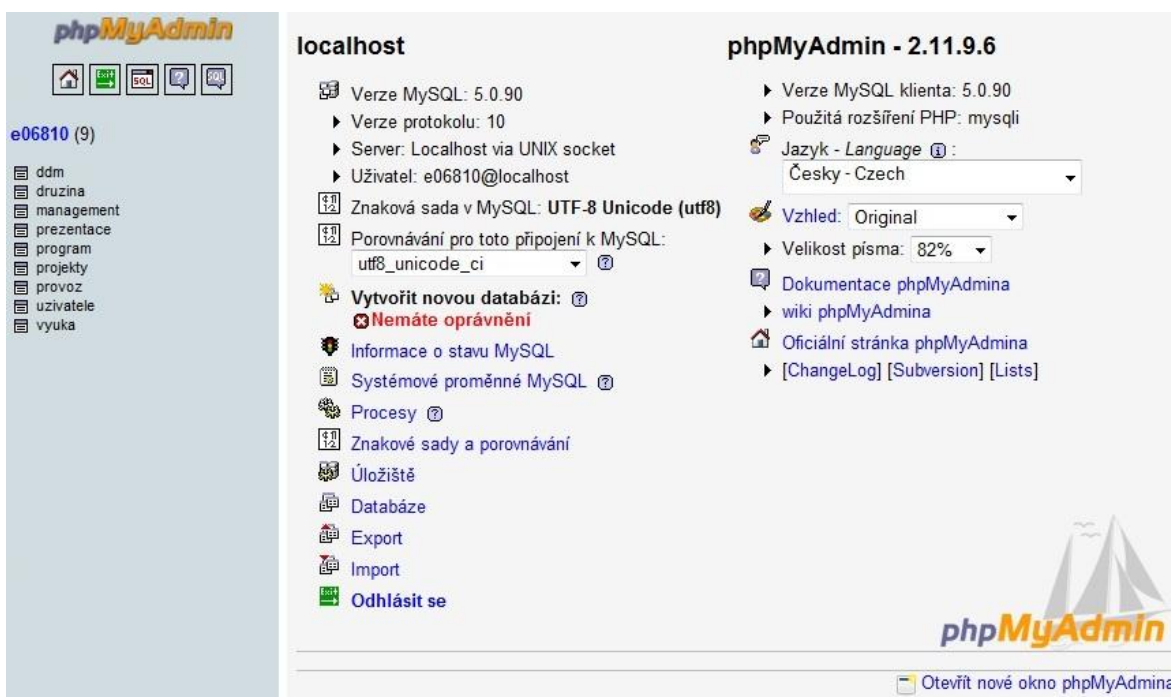 phpMyAdmin
Exit
SQL
SQL
e06810 (9)
ddm
druzina
management
prezentace
program
projekty
provoz
uzivatele
vyuka
localhost
Verze MySQL: 5.0.90
Verze protokolu: 10
Server: Localhost via UNIX socket
Uživatel: e06810@localhost
Znaková sada v MySQL: UTF-8 Unicode (utf8)
Porovnávání pro toto připojení k MySQL:
utf8_unicode_ci
Vytvořit novou databázi:
Nemáte oprávnění
Informace o stavu MySQL
Systémové proměnné MySQL
Procesy
Znakové sady a porovnávání
Úložiště
Databáze
Export
Import
Odhlásit se
phpMyAdmin - 2.11.9.6
Verze MySQL klienta: 5.0.90
Použitá rozšíření PHP: mysqli
Jazyk - Language :
Česky - Czech
Vzhled: Original
Velikost písma: 82%
Dokumentace phpMyAdmina
wiki phpMyAdmina
Oficiální stránka phpMyAdmina
[ChangeLog] [Subversion] [Lists]
phpMyAdmin
Otevřít nové okno phpMyAdmina